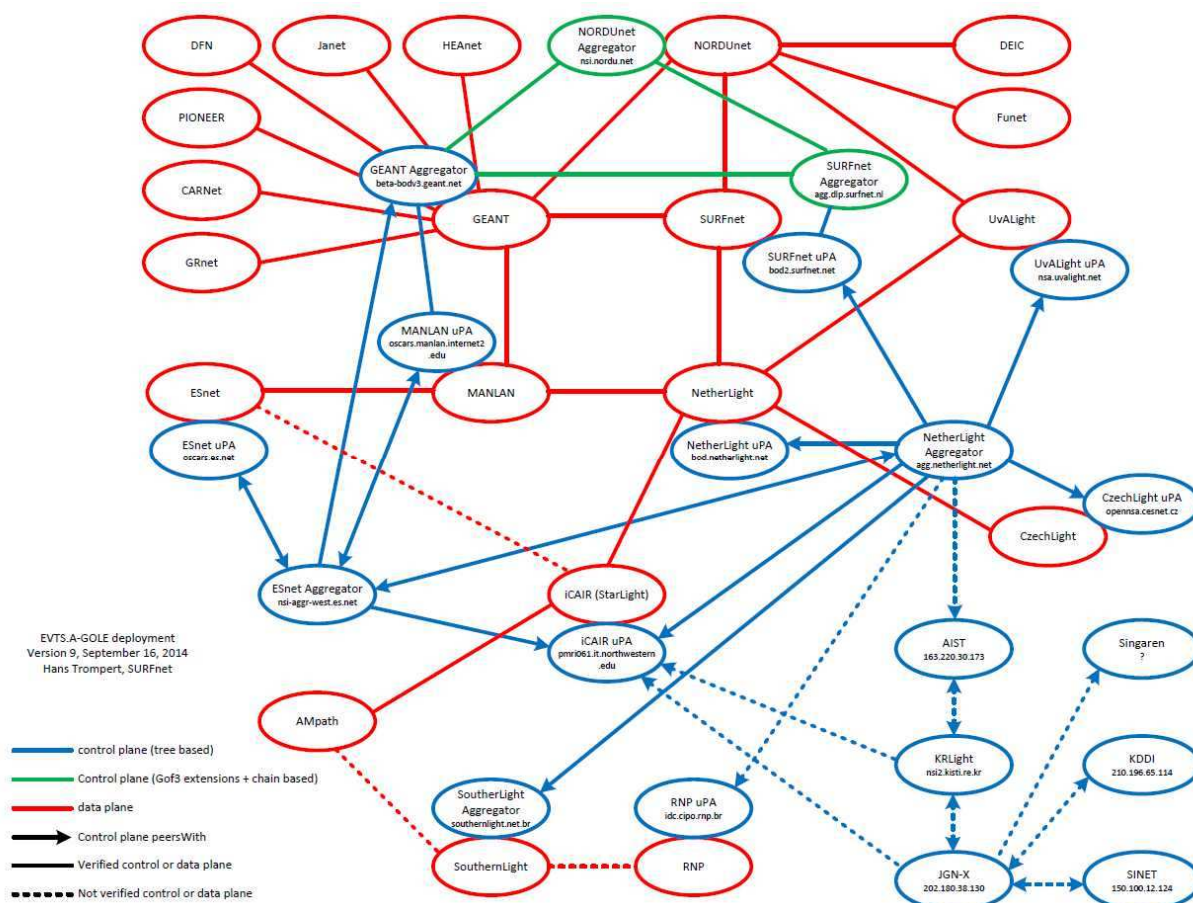 DFN
Janet
HEAnet
NORDUnet
Aggregator
nsi.nordu.net
NORDUnet
DEIC
PIONEER
Funet
GEANT Aggregator
beta-bodv3.geant.net
SURFnet
Aggregator
agg.dlp.surfnet.nl
CARNet
GEANT
SURFnet
UvALight
GRnet
SURFnet uPA
bod2.surfnet.net
UvALight uPA
nsa.uvalight.net
MANLAN uPA
oscars.manlan.internet2
.edu
ESnet
MANLAN
NetherLight
ESnet uPA
oscars.es.net
NetherLight uPA
bod.netherlight.net
NetherLight
Aggregator
agg.netherlight.net
CzechLight uPA
opennsa.cesnet.cz
CzechLight
ESnet Aggregator
nsi-aggr-west.es.net
iCAIR (StarLight)
EVTS.A-GOLE deployment
Version 9, September 16, 2014
Hans Trompert, SURFnet
iCAIR uPA
pmri061.it.northwestern
.edu
AIST
163.220.30.173
Singaren
?
AMpath
control plane (tree based)
Control plane (Gof3 extensions + chain based)
data plane
Control plane peersWith
Verified control or data plane
Not verified control or data plane
KRLight
nsi2.kisti.re.kr
KDDI
210.196.65.114
SoutherLight
Aggregator
southernlight.net.br
RNP uPA
idc.cipo.rnp.br
SouthernLight
RNP
JGN-X
202.180.38.130
SINET
150.100.12.124